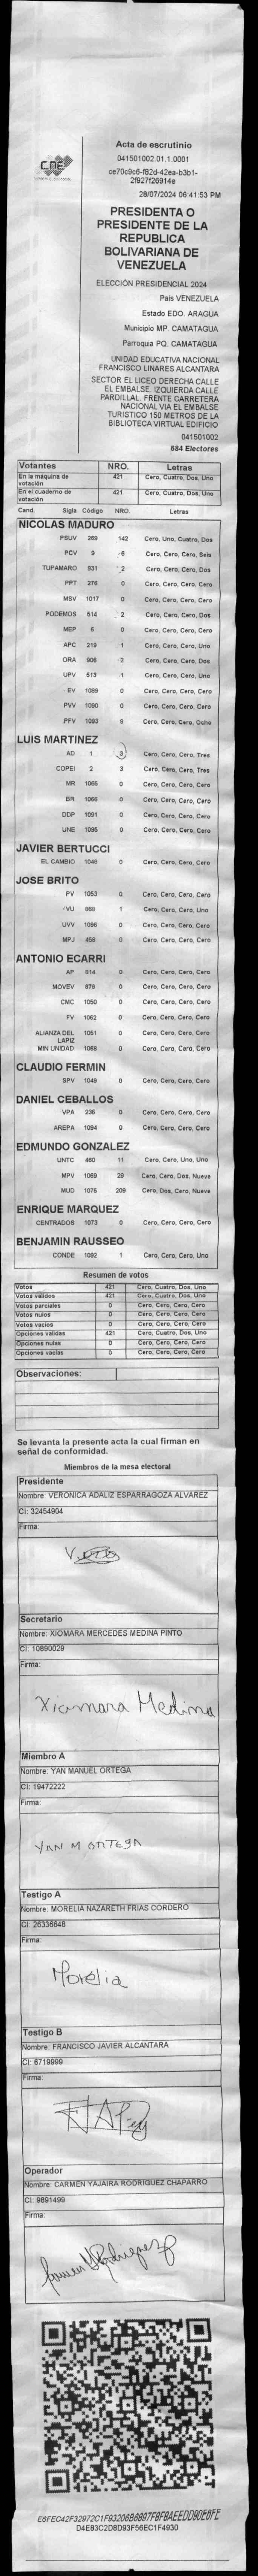 CNE
Acta de escrutinio
041501002.01.1.0001
28/07/2024 06:41:53 PM
PRESIDENTA O
PRESIDENTE DE LA
REPUBLICA
BOLIVARIANA DE
VENEZUELA
ELECCIÓN PRESIDENCIAL 2024
País VENEZUELA
Estado EDO. ARAGUA
Municipio MP. CAMATAGUA
Parroquia PQ. CAMATAGUA
UNIDAD EDUCATIVA NACIONAL
FRANCISCO LINARES ALCANTARA
SECTOR EL LICEO DERECHA CALLE
EL EMBALSE. IZQUIERDA CALLE
PARDILLAL. FRENTE CARRETERA
NACIONAL VIA EL EMBALSE
TURISTICO 150 METROS DE LA
BIBLIOTECA VIRTUAL EDIFICIO
041501002
684 Electores
Votantes NRO. Letras
En la máquina de votación 421 Cero, Cuatro, Dos, Uno
En el cuaderno de votación 421 Cero, Cuatro, Dos, Uno
Cand. Sigla Código NRO. Letras
NICOLAS MADURO
PSUV 269 142 Cero, Uno, Cuatro, Dos
PCV 9 6 Cero, Cero, Cero, Seis
TUPAMARO 931 2 Cero, Cero, Cero, Dos
PPT 276 0 Cero, Cero, Cero, Cero
MSV 1017 0 Cero, Cero, Cero, Cero
PODEMOS 514 2 Cero, Cero, Cero, Dos
MEP 6 0 Cero, Cero, Cero, Cero
APC 219 1 Cero, Cero, Cero, Uno
ORA 906 2 Cero, Cero, Cero, Dos
UPV 513 1 Cero, Cero, Cero, Uno
EV 1089 0 Cero, Cero, Cero, Cero
PVV 1090 0 Cero, Cero, Cero, Cero
PFV 1093 8 Cero, Cero, Cero, Ocho
LUIS MARTINEZ
AD 1 3 Cero, Cero, Cero, Tres
COPEI 2 3 Cero, Cero, Cero, Tres
MR 1065 0 Cero, Cero, Cero, Cero
BR 1066 0 Cero, Cero, Cero, Cero
DDP 1091 0 Cero, Cero, Cero, Cero
UNE 1095 0 Cero, Cero, Cero, Cero
JAVIER BERTUCCI
EL CAMBIO 1048 0 Cero, Cero, Cero, Cero
JOSE BRITO
PV 1053 0 Cero, Cero, Cero, Cero
VU 868 1 Cero, Cero, Cero, Uno
UVV 1096 0 Cero, Cero, Cero, Cero
MPJ 468 0 Cero, Cero, Cero, Cero
ANTONIO ECARRI
AP 914 0 Cero, Cero, Cero, Cero
MOVEV 678 0 Cero, Cero, Cero, Cero
CMC 1050 0 Cero, Cero, Cero, Cero
FV 1062 0 Cero, Cero, Cero, Cero
ALIANZA DEL LAPIZ 1051 0 Cero, Cero, Cero, Cero
MIN UNIDAD 1068 0 Cero, Cero, Cero, Cero
CLAUDIO FERMIN
SPV 1049 0 Cero, Cero, Cero, Cero
DANIEL CEBALLOS
VPA 236 0 Cero, Cero, Cero, Cero
AREPA 1094 0 Cero, Cero, Cero, Cero
EDMUNDO GONZALEZ
UNTC 460 11 Cero, Cero, Uno, Uno
MPV 1069 29 Cero, Cero, Dos, Nueve
MUD 1075 209 Cero, Dos, Cero, Nueve
ENRIQUE MARQUEZ
CENTRADOS 1073 0 Cero, Cero, Cero, Cero
BENJAMIN RAUSSEO
CONDE 1092 1 Cero, Cero, Cero, Uno
Resumen de votos
Votos 421 Cero, Cuatro, Dos, Uno
Votos válidos 421 Cero, Cuatro, Dos, Uno
Votos parciales 0 Cero, Cero, Cero, Cero
Votos nulos 0 Cero, Cero, Cero, Cero
Votos vacíos 0 Cero, Cero, Cero, Cero
Opciones válidas 421 Cero, Cuatro, Dos, Uno
Opciones nulas 0 Cero, Cero, Cero, Cero
Opciones vacías 0 Cero, Cero, Cero, Cero
Observaciones:
Se levanta la presente acta la cual firman en
señal de conformidad.
Miembros de la mesa electoral
Presidente
Nombre: VERONICA ADALIZ ESPARRAGOZA ALVAREZ
CI: 32454904
Firma:
Secretario
Nombre: XIOMARA MERCEDES MEDINA PINTO
CI: 10890029
Firma:
Xiomara Medina
Miembro A
Nombre: YAN MANUEL ORTEGA
CI: 19472222
Firma:
YAN M ORTEGA
Testigo A
Nombre: MORELIA NAZARETH FRIAS CORDERO
CI: 26336648
Firma:
Morelia
Testigo B
Nombre: FRANCISCO JAVIER ALCANTARA
CI: 6719999
Firma:
Operador
Nombre: CARMEN YAJAIRA RODRIGUEZ CHAPARRO
CI: 9891499
Firma:
Carmen Y Rodriguez
D4E83C2D8D93F56EC1F4930